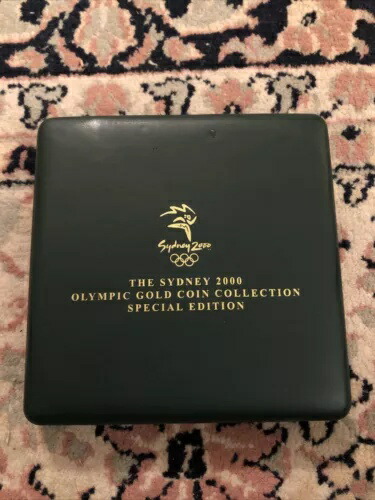 Sydney 2000
THE SYDNEY 2000
OLYMPIC GOLD COIN COLLECTION
SPECIAL EDITION